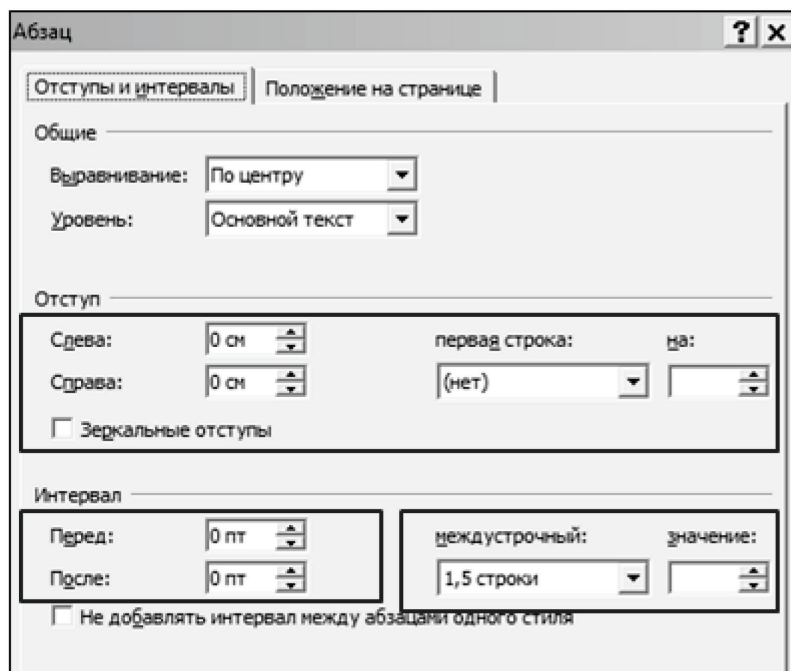 Абзац
Отступы и интервалы Положение на странице
Общие
Выравнивание: По центру
Уровень: Основной текст
Отступ
Слева: 0 см первая строка: на:
Справа: 0 см (нет)
Зеркальные отступы
Интервал
Перед: 0 пт междустрочный: значение:
После: 0 пт 1,5 строки
Не добавлять интервал между абзацами одного стиля